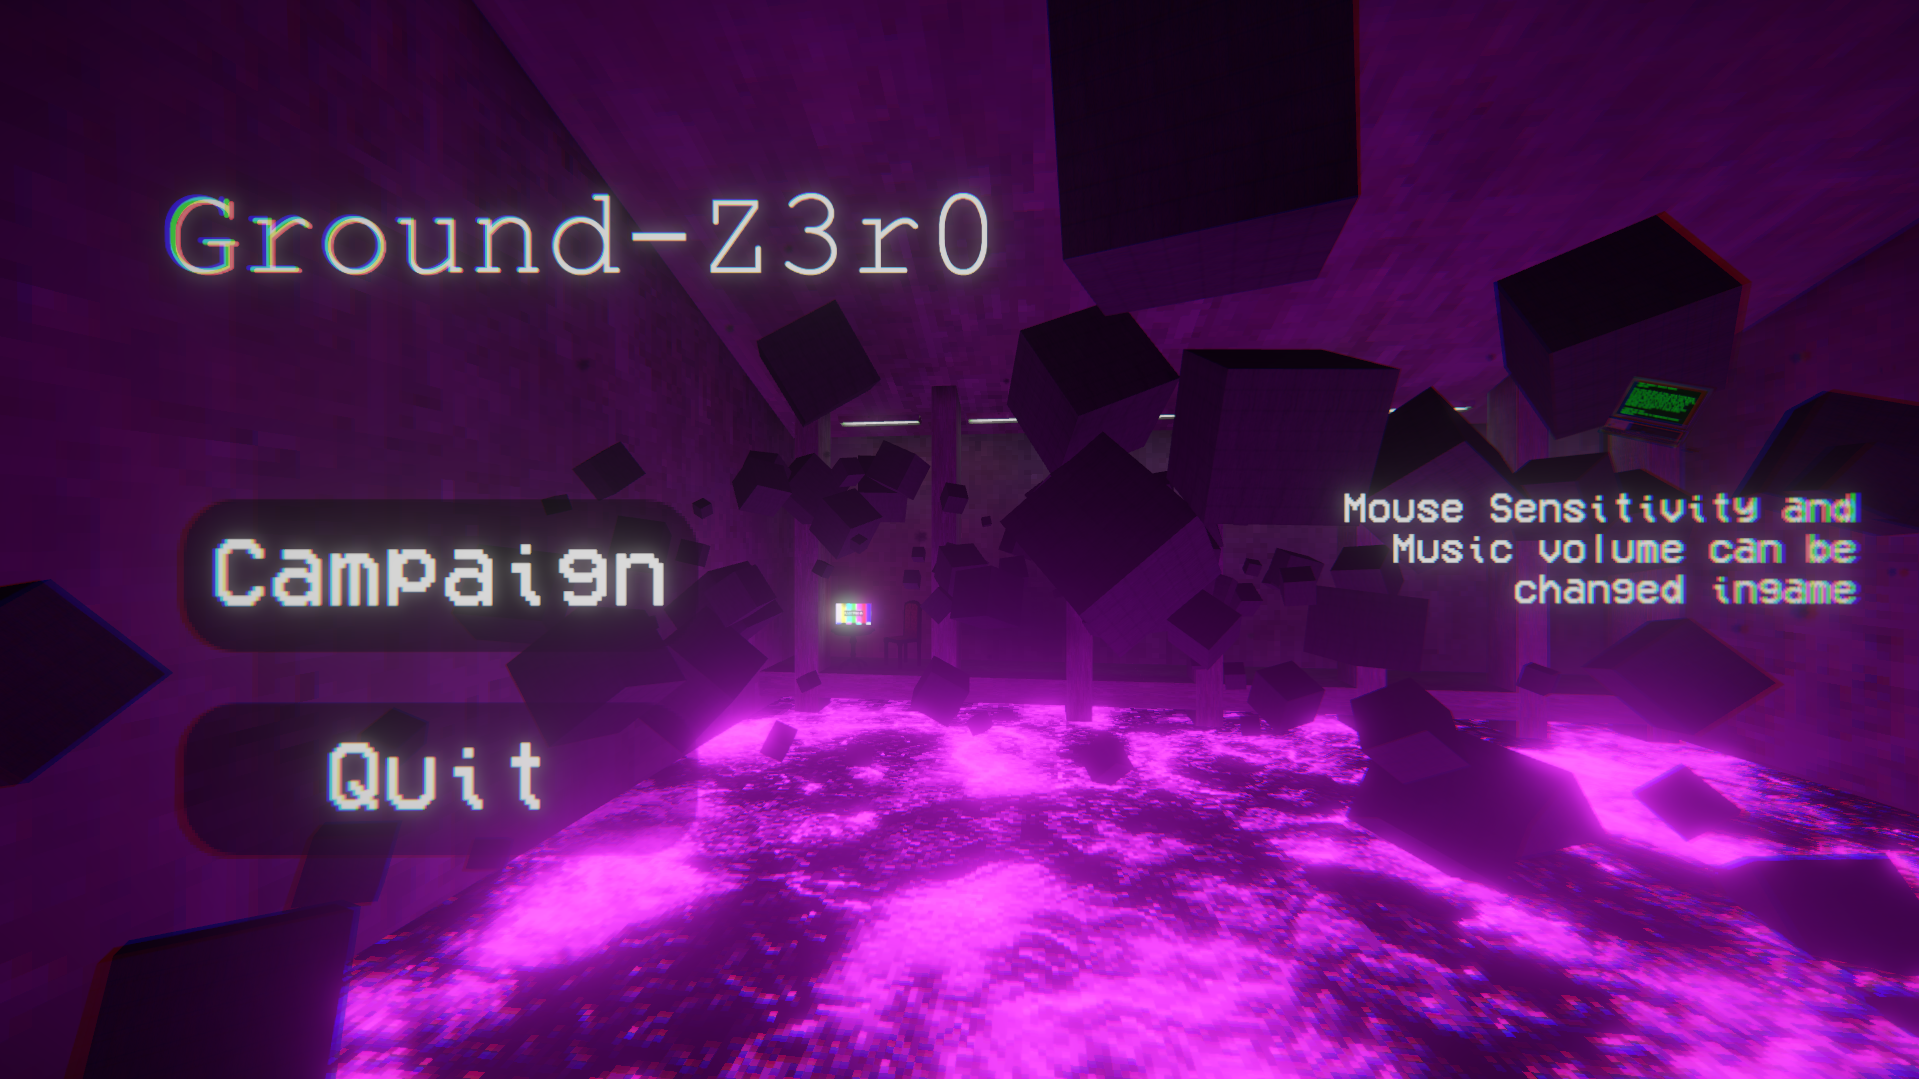 Ground-Z3r0
Campaign
Quit
Mouse Sensitivity and
Music volume can be
changed ingame